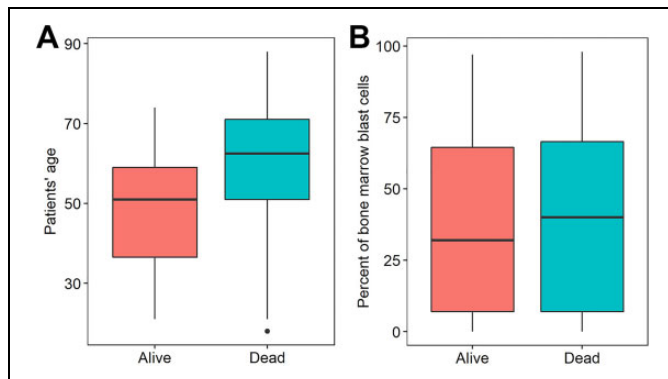 A
Patients' age
90
70
50
30
Alive Dead
B
Percent of bone marrow blast cells
100
75
50
25
0
Alive Dead